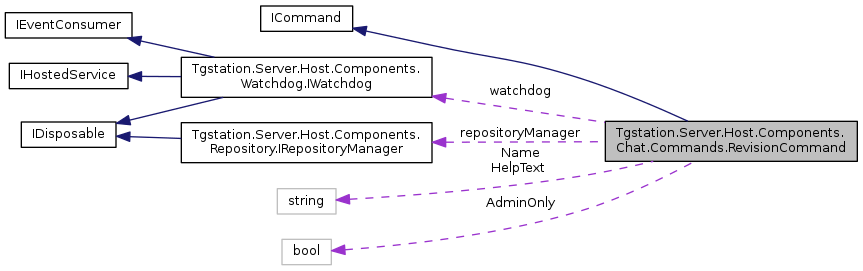 IEventConsumer
ICommand
IHostedService
Tgstation.Server.Host.Components.
Watchdog.IWatchdog
watchdog
IDisposable
Tgstation.Server.Host.Components.
Repository.IRepositoryManager
repositoryManager
Tgstation.Server.Host.Components.
Chat.Commands.RevisionCommand
Name
HelpText
string
AdminOnly
bool